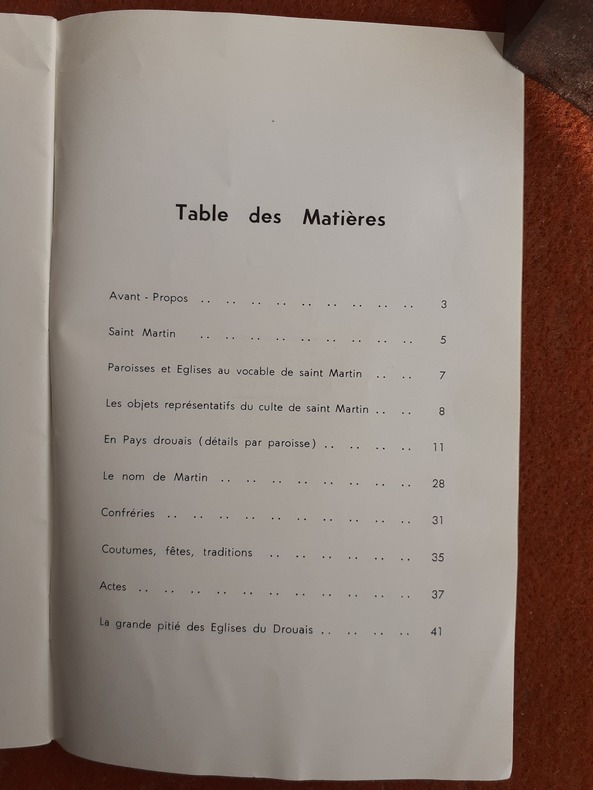 Table des Matières
Avant - Propos .. .. .. .. .. .. .. .. .. 3
Saint Martin .. .. .. .. .. .. .. .. .. 5
Paroisses et Eglises au vocable de saint Martin .. .. 7
Les objets représentatifs du culte de saint Martin .. .. 8
En Pays drouais (détails par paroisse) .. .. .. .. 11
Le nom de Martin .. .. .. .. .. .. .. .. 28
Confréries .. .. .. .. .. .. .. .. .. .. 31
Coutumes, fêtes, traditions .. .. .. .. .. .. 35
Actes .. .. .. .. .. .. .. .. .. .. .. 37
La grande pitié des Eglises du Drouais .. .. .. .. 41